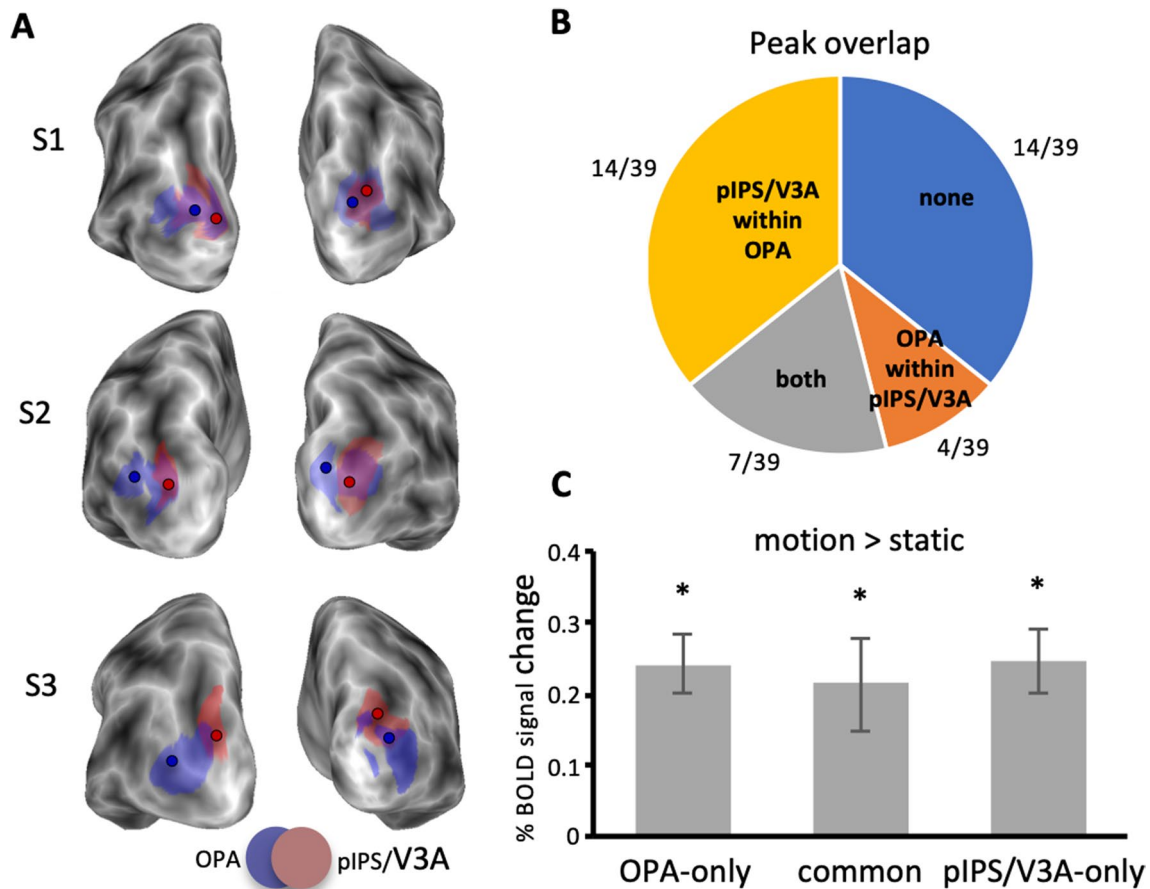 A
S1
S2
S3
OPA
pIPS/V3A
B
Peak overlap
14/39
14/39
pIPS/V3A
within
OPA
none
both
OPA
within
pIPS/V3A
7/39
4/39
C
motion > static
% BOLD signal change
0.4
0.3
0.2
0.1
0
*
*
*
OPA-only
common
pIPS/V3A-only